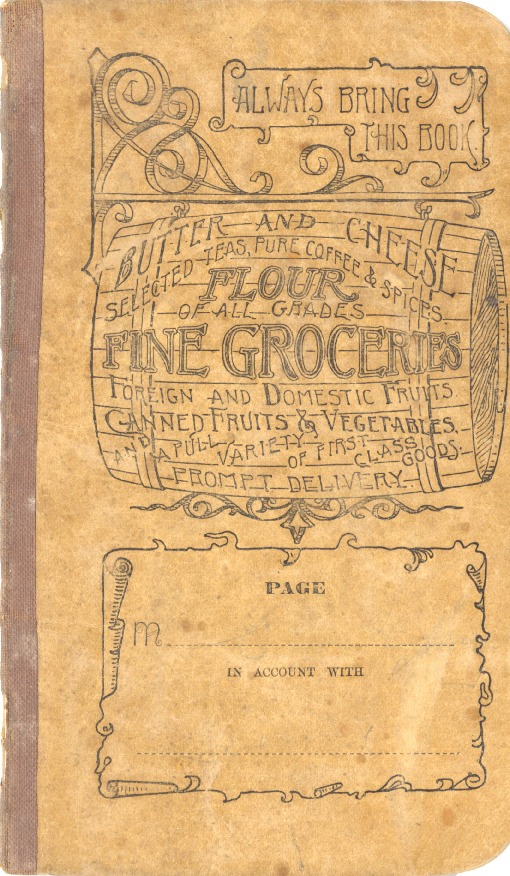 ALWAYS BRING
THIS BOOK.
BUTTER AND CHEESE
SELECTED TEAS, PURE COFFEE & SPICES.
FLOUR
OF ALL GRADES
FINE GROCERIES
FOREIGN AND DOMESTIC FRUITS.
CANNED FRUITS & VEGETABLES.
AND A FULL VARIETY OF FIRST CLASS GOODS.
PROMPT DELIVERY.
PAGE
M
IN ACCOUNT WITH